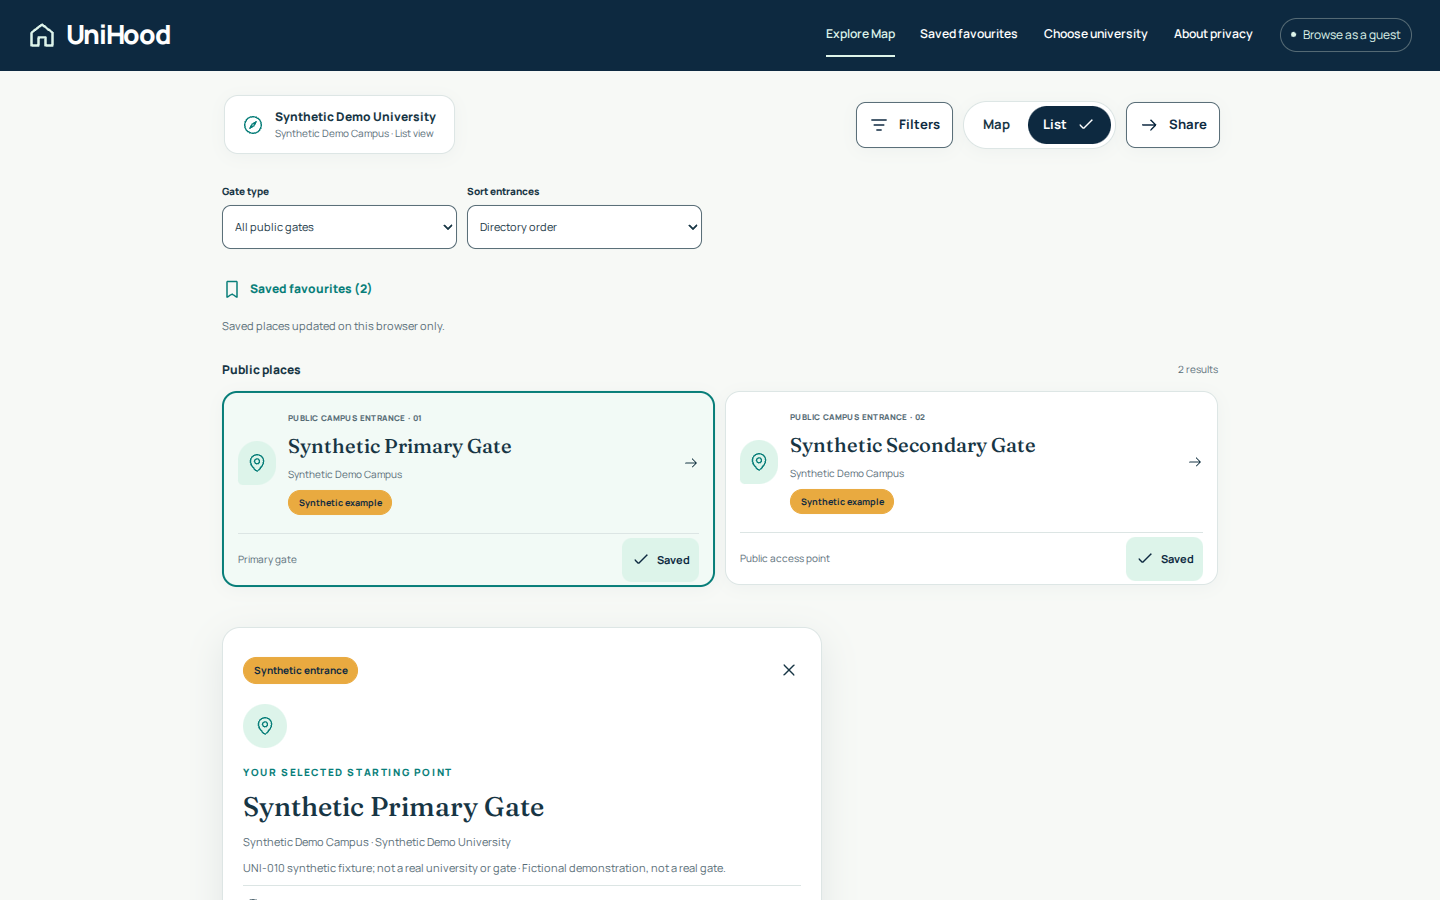 UniHood
Explore Map
Saved favourites
Choose university
About privacy
Browse as a guest
Synthetic Demo University
Synthetic Demo Campus · List view
Filters
Map
List
Share
Gate type
Sort entrances
All public gates
Directory order
Saved favourites (2)
Saved places updated on this browser only.
Public places
2 results
PUBLIC CAMPUS ENTRANCE · 01
Synthetic Primary Gate
Synthetic Demo Campus
Synthetic example
Primary gate
Saved
PUBLIC CAMPUS ENTRANCE · 02
Synthetic Secondary Gate
Synthetic Demo Campus
Synthetic example
Public access point
Saved
Synthetic entrance
YOUR SELECTED STARTING POINT
Synthetic Primary Gate
Synthetic Demo Campus · Synthetic Demo University
UNI-010 synthetic fixture; not a real university or gate · Fictional demonstration, not a real gate.